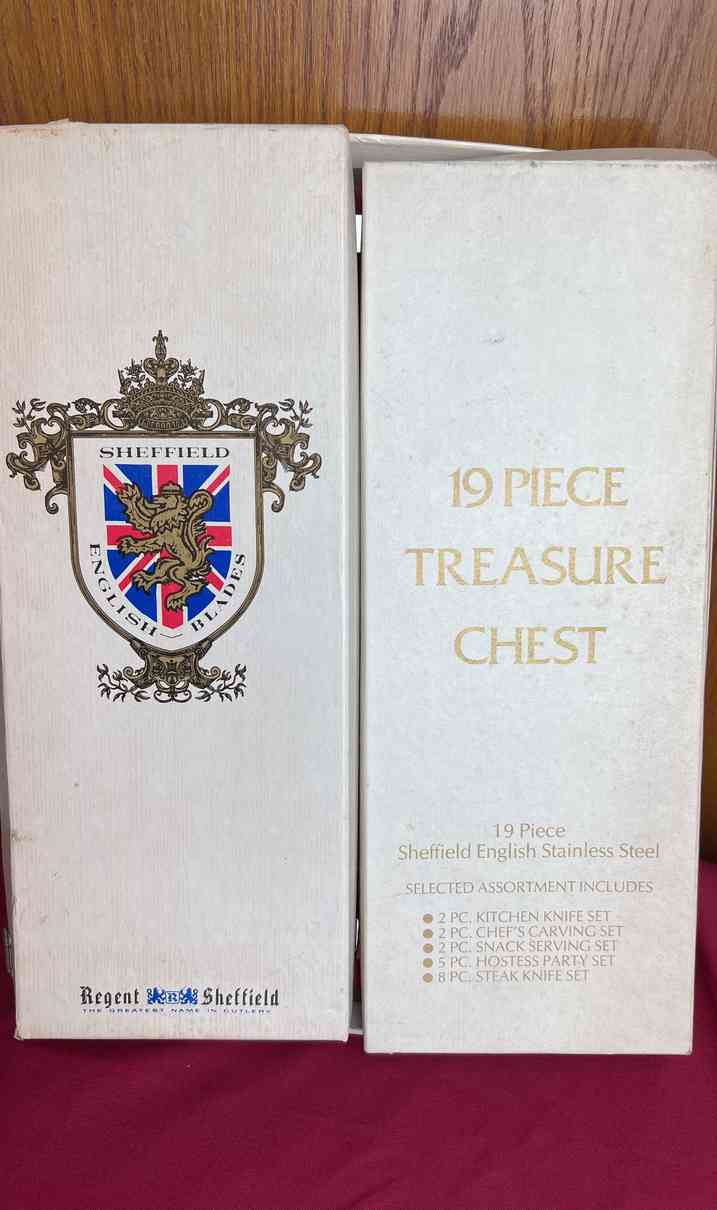 SHEFFIELD
ENGLISH — BLADES
Regent R Sheffield
THE GREATEST NAME IN CUTLERY
19 PIECE
TREASURE
CHEST
19 Piece
Sheffield English Stainless Steel
SELECTED ASSORTMENT INCLUDES
● 2 PC. KITCHEN KNIFE SET
● 2 PC. CHEF'S CARVING SET
● 2 PC. SNACK SERVING SET
● 5 PC. HOSTESS PARTY SET
● 8 PC. STEAK KNIFE SET